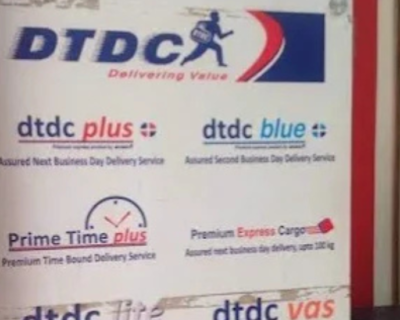 DTDC
Delivering Value
dtdc plus
dtdc blue
Assured Next Business Day Delivery Service
Assured Second Business Day Delivery Service
Prime Time plus
Premium Express Cargo
Premium Time Bound Delivery Service
Assured next business day delivery, upto 100 kg
dtdc lite
dtdc vas